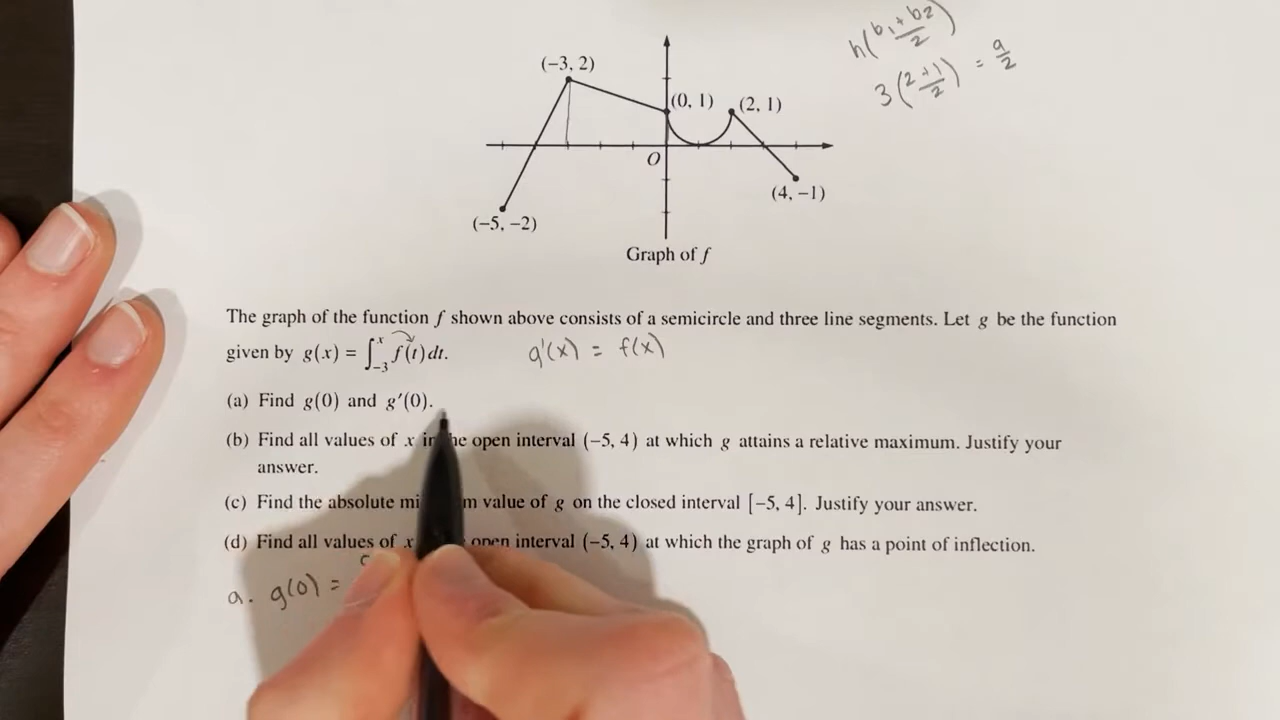 h(b₁ + b₂/2)
3(2+1/2) = 9/2
(−3, 2)
(0, 1)
(2, 1)
O
(4, −1)
(−5, −2)
Graph of f
The graph of the function f shown above consists of a semicircle and three line segments. Let g be the function
given by g(x) = ∫₋₃ˣ f(t) dt. g'(x) = f(x)
(a) Find g(0) and g′(0).
(b) Find all values of x in the open interval (−5, 4) at which g attains a relative maximum. Justify your
answer.
(c) Find the absolute m value of g on the closed interval [−5, 4]. Justify your answer.
(d) Find all values of x open interval (−5, 4) at which the graph of g has a point of inflection.
a. g(0) =